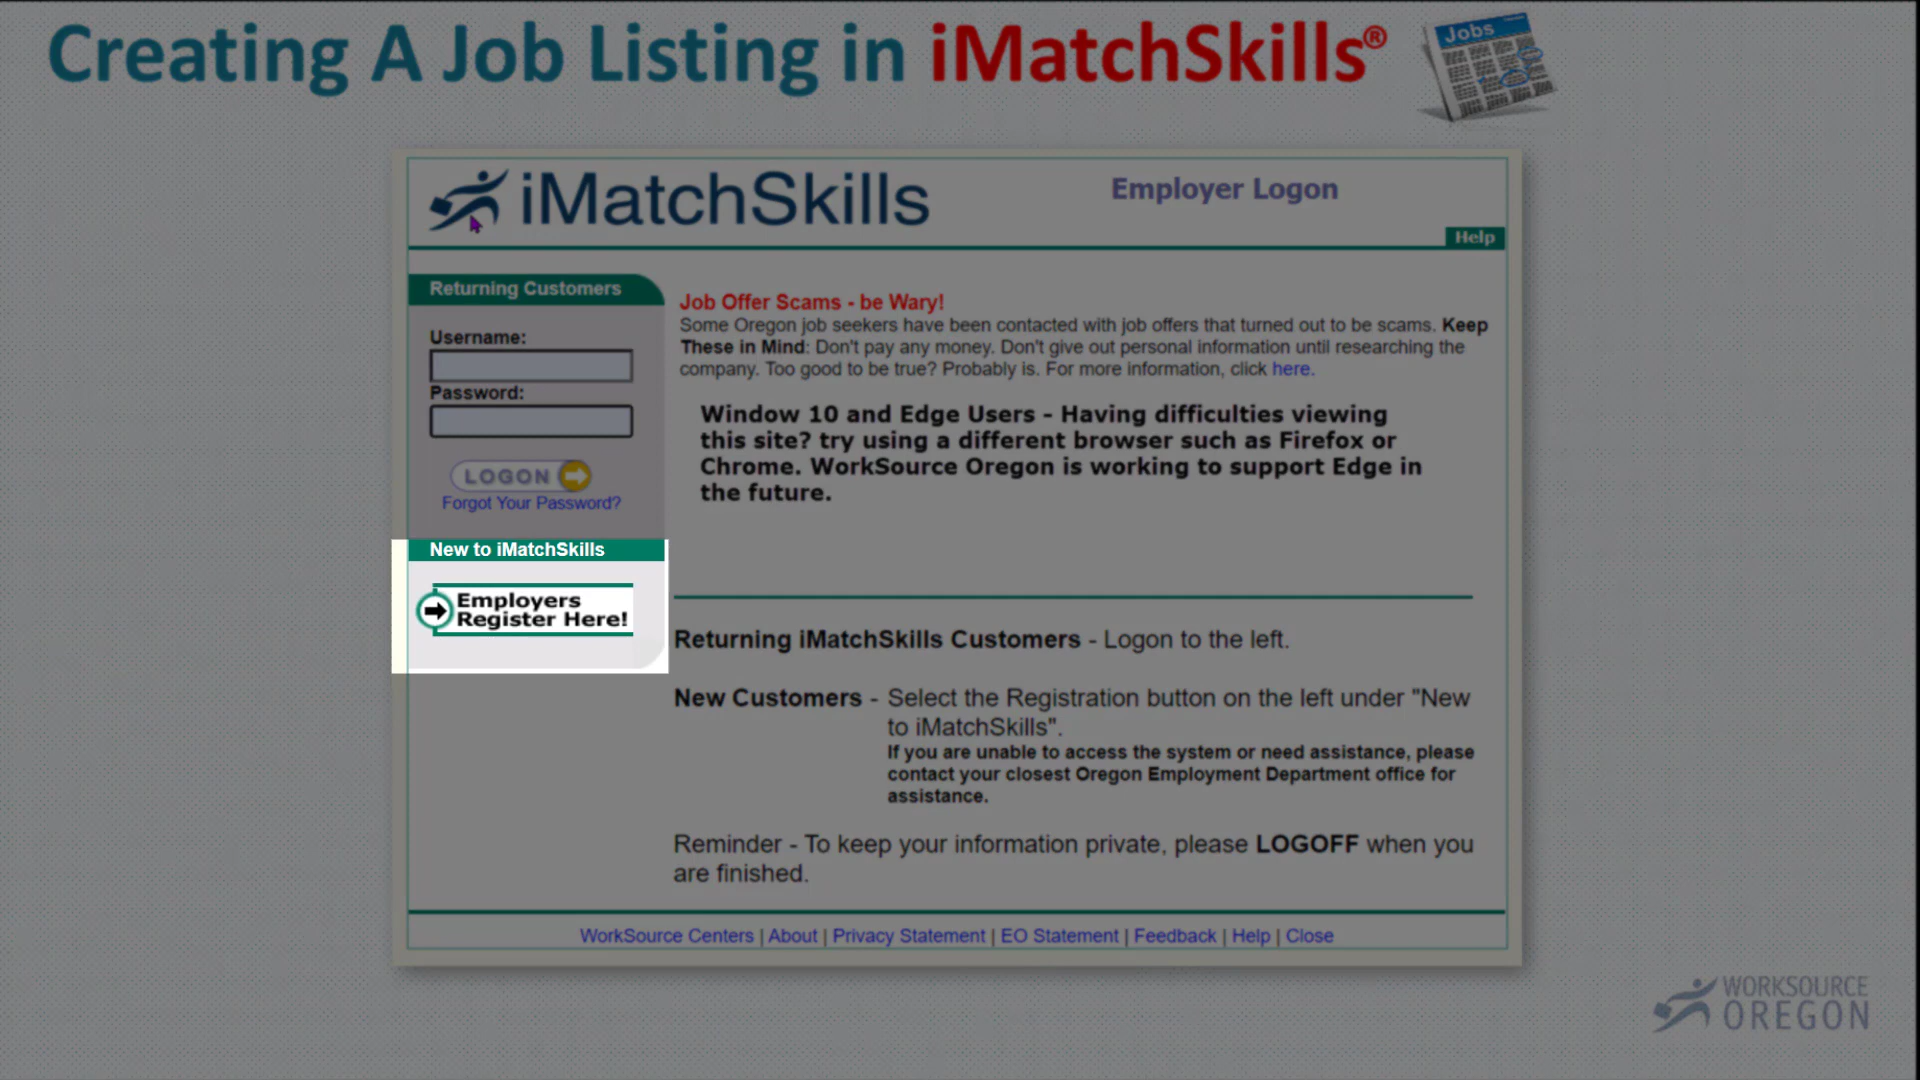 Creating A Job Listing in iMatchSkills®
Jobs
iMatchSkills
Employer Logon
Help
Returning Customers
Username:
Password:
LOGON
Forgot Your Password?
New to iMatchSkills
Employers
Register Here!
Job Offer Scams - be Wary!
Some Oregon job seekers have been contacted with job offers that turned out to be scams. Keep
These in Mind: Don't pay any money. Don't give out personal information until researching the
company. Too good to be true? Probably is. For more information, click here.
Window 10 and Edge Users - Having difficulties viewing
this site? try using a different browser such as Firefox or
Chrome. WorkSource Oregon is working to support Edge in
the future.
Returning iMatchSkills Customers - Logon to the left.
New Customers - Select the Registration button on the left under "New
to iMatchSkills".
If you are unable to access the system or need assistance, please
contact your closest Oregon Employment Department office for
assistance.
Reminder - To keep your information private, please LOGOFF when you
are finished.
WorkSource Centers | About | Privacy Statement | EO Statement | Feedback | Help | Close
WORKSOURCE
OREGON